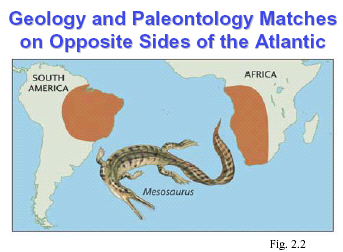 Geology and Paleontology Matches
on Opposite Sides of the Atlantic
SOUTH
AMERICA
AFRICA
Mesosaurus
Fig. 2.2